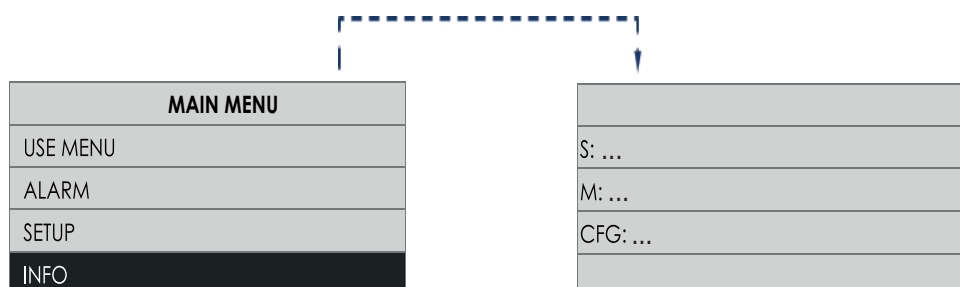 MAIN MENU
USE MENU
ALARM
SETUP
INFO
S: ...
M: ...
CFG: ...